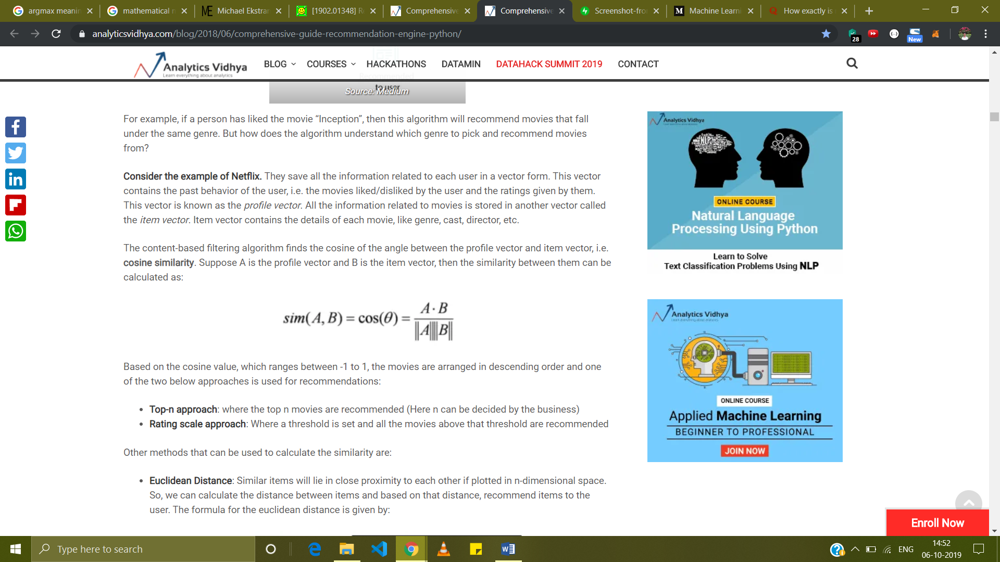 argmax meanin
mathematical n
ME Michael Ekstran
[1902.01348] R
Comprehensive
Comprehensive
Screenshot-fro
M Machine Learni
Q How exactly is
analyticsvidhya.com/blog/2018/06/comprehensive-guide-recommendation-engine-python/
28
New
Analytics Vidhya
Learn everything about analytics
BLOG COURSES HACKATHONS DATAMIN DATAHACK SUMMIT 2019 CONTACT
Recommended
to user
Source: Medium
For example, if a person has liked the movie “Inception”, then this algorithm will recommend movies that fall
under the same genre. But how does the algorithm understand which genre to pick and recommend movies
from?
Consider the example of Netflix. They save all the information related to each user in a vector form. This vector
contains the past behavior of the user, i.e. the movies liked/disliked by the user and the ratings given by them.
This vector is known as the profile vector. All the information related to movies is stored in another vector called
the item vector. Item vector contains the details of each movie, like genre, cast, director, etc.
The content-based filtering algorithm finds the cosine of the angle between the profile vector and item vector, i.e.
cosine similarity. Suppose A is the profile vector and B is the item vector, then the similarity between them can be
calculated as:
sim(A, B) = cos(θ) = A · B
‖A‖‖B‖
Based on the cosine value, which ranges between -1 to 1, the movies are arranged in descending order and one
of the two below approaches is used for recommendations:
• Top-n approach: where the top n movies are recommended (Here n can be decided by the business)
• Rating scale approach: Where a threshold is set and all the movies above that threshold are recommended
Other methods that can be used to calculate the similarity are:
• Euclidean Distance: Similar items will lie in close proximity to each other if plotted in n-dimensional space.
So, we can calculate the distance between items and based on that distance, recommend items to the
user. The formula for the euclidean distance is given by:
Analytics Vidhya
Learn everything about analytics
NLP
ONLINE COURSE
Natural Language
Processing Using Python
Learn to Solve
Text Classification Problems Using NLP
Analytics Vidhya
Learn everything about analytics
ONLINE COURSE
Applied Machine Learning
BEGINNER TO PROFESSIONAL
JOIN NOW
Enroll Now
Type here to search
ENG
14:52
06-10-2019